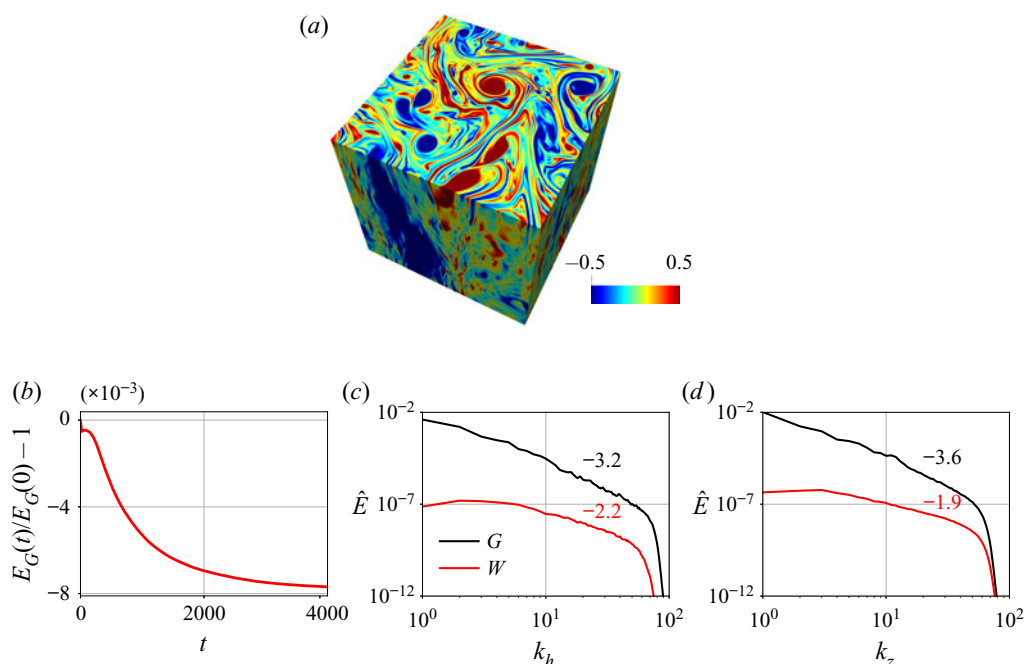 (a)
−0.5 0.5
(b) (×10−3) (c) (d)
0
−4
−8
E_G(t)/E_G(0) − 1
0 2000 4000
t
10−2
10−7
10−12
Ê
−3.2
−2.2
G
W
100 101 102
k_h
10−2
10−7
10−12
Ê
−3.6
−1.9
100 101 102
k_z